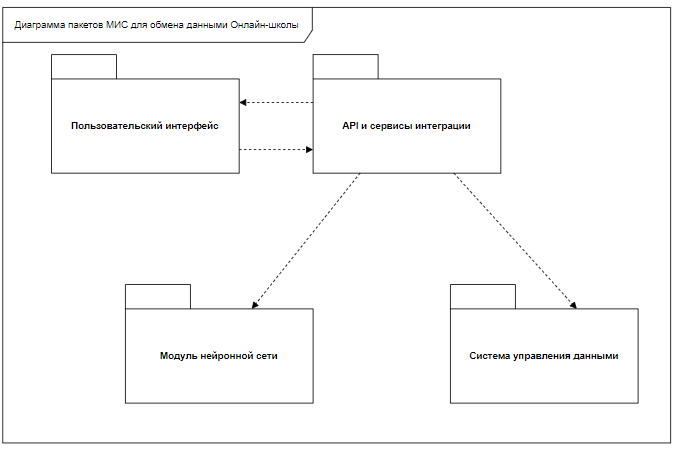 Диаграмма пакетов МИС для обмена данными Онлайн-школы
Пользовательский интерфейс
API и сервисы интеграции
Модуль нейронной сети
Система управления данными